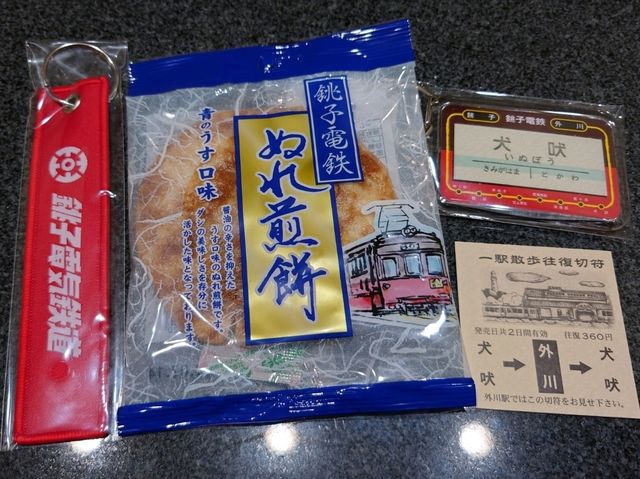 銚子電気鉄道
銚子電鉄
ぬれ煎餅
青のうす口味
醤油の辛さを抑えた
うす口味のぬれ煎餅です。
ダシの美味しさを存分に
活かした味となっております。
銚子 銚子電鉄 外川
犬吠
いぬぼう
きみがはま とかわ
一駅散歩往復切符
発売日共2日間有効 往復360円
犬吠 → 外川 → 犬吠
外川駅ではこの切符をお見せ下さい。